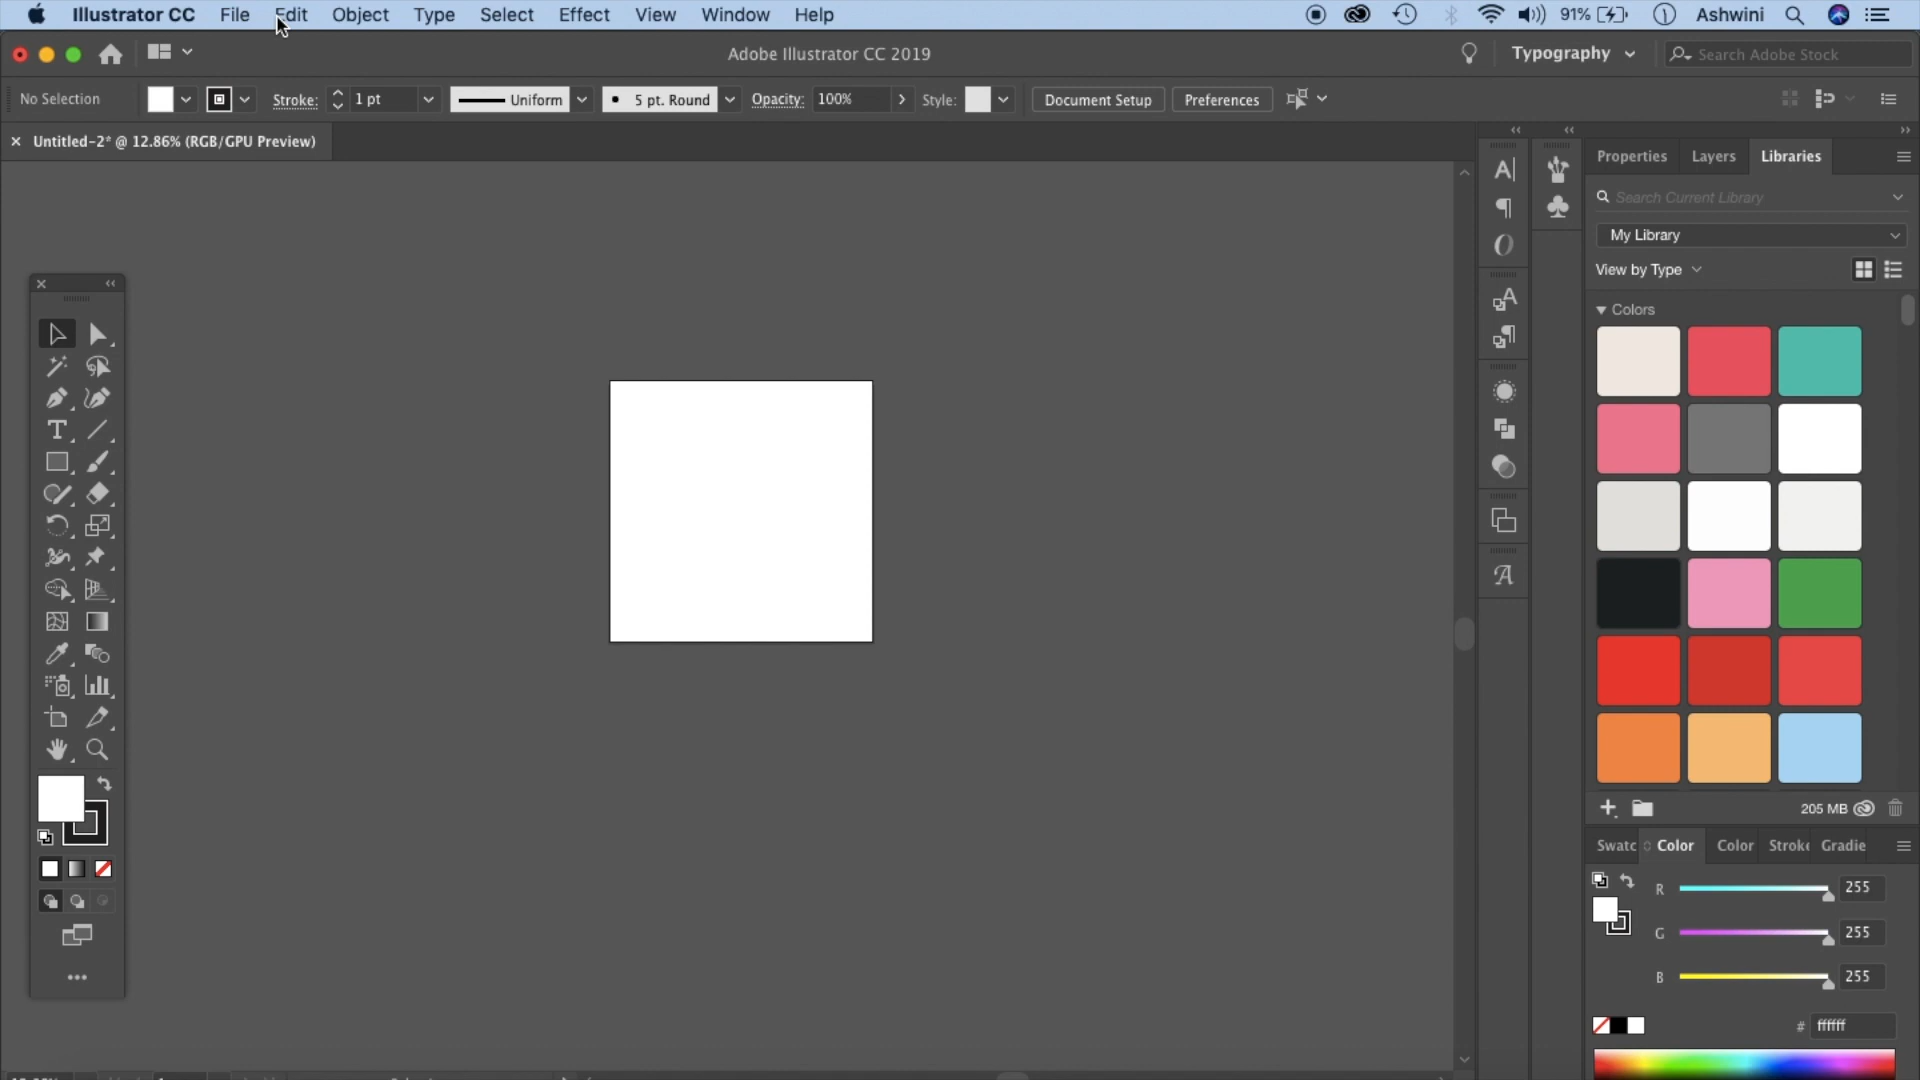 Illustrator CC File Edit Object Type Select Effect View Window Help 91% Ashwini
Adobe Illustrator CC 2019 Typography Search Adobe Stock
No Selection Stroke: 1 pt Uniform 5 pt. Round Opacity: 100% Style: Document Setup Preferences
Untitled-2* @ 12.86% (RGB/GPU Preview)
Properties Layers Libraries
Search Current Library
My Library
View by Type
Colors
205 MB
Swatc Color Color Stroke Gradie
R 255
G 255
B 255
# ffffff